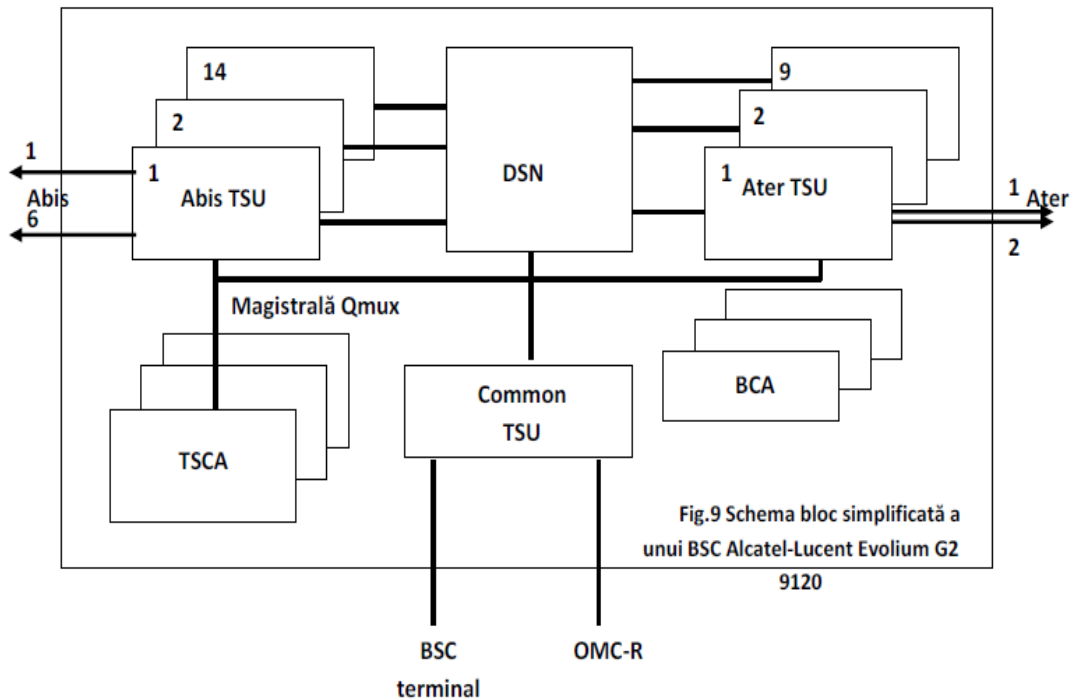 14
9
2
DSN
2
1
1
Abis TSU
1
Ater TSU
1
Ater
Abis
6
2
Magistrală Qmux
BCA
Common
TSU
TSCA
Fig.9 Schema bloc simplificată a
unui BSC Alcatel-Lucent Evolium G2
9120
BSC
terminal
OMC-R